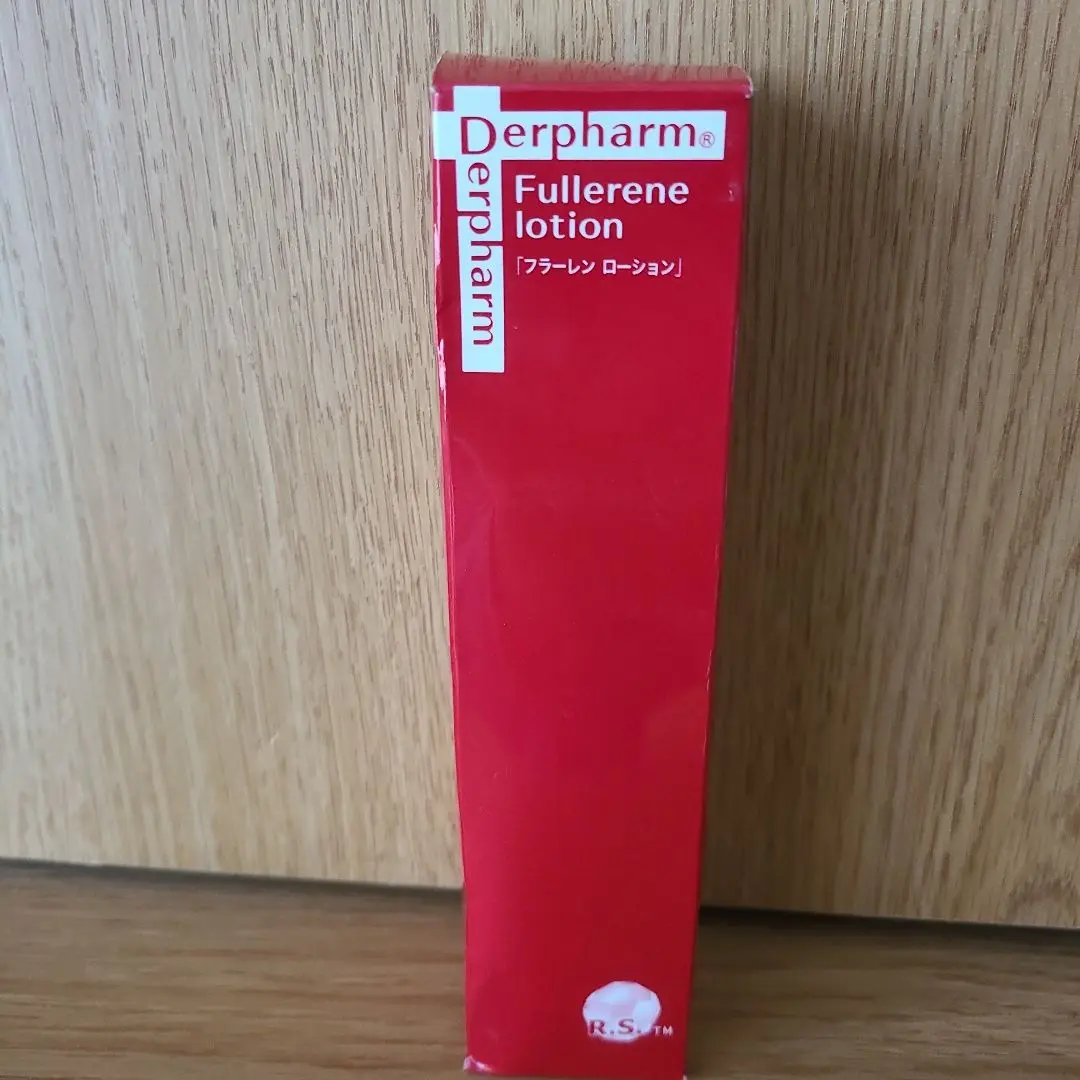 Derpharm®
Derpharm
Fullerene
lotion
「フラーレン ローション」
R.S.™